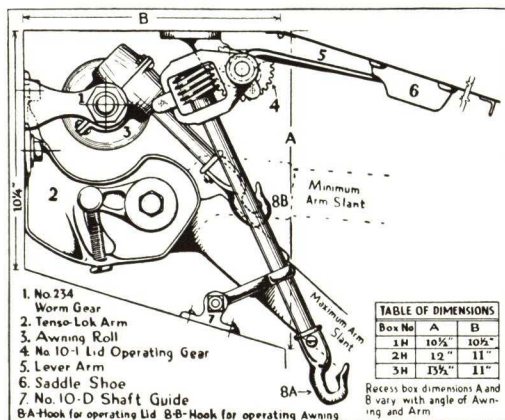 B
1
3
4
5
6
A
10¼"
2
8B
Minimum
Arm Slant
7
Maximum Arm
Slant
8A
1. No. 234
Worm Gear
2. Tenso-Lok Arm
3. Awning Roll
4. No. 10-1 Lid Operating Gear
5. Lever Arm
6. Saddle Shoe
7. No. 10-D Shaft Guide
8-A-Hook for operating Lid 8-B-Hook for operating Awning
TABLE OF DIMENSIONS
Box No A B
1H 10½" 10½"
2H 12" 11"
3H 13½" 11"
Recess box dimensions A and
B vary with angle of Awn-
ing and Arm